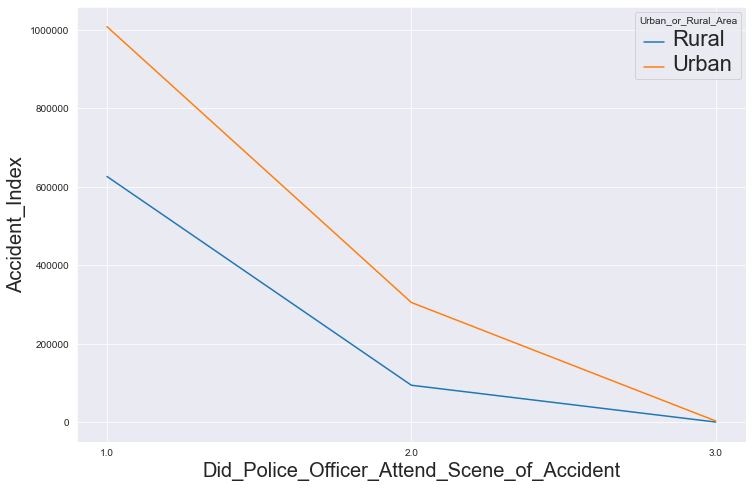 Urban_or_Rural_Area
Rural
Urban
1000000
800000
600000
400000
200000
0
Accident_Index
1.0 2.0 3.0
Did_Police_Officer_Attend_Scene_of_Accident